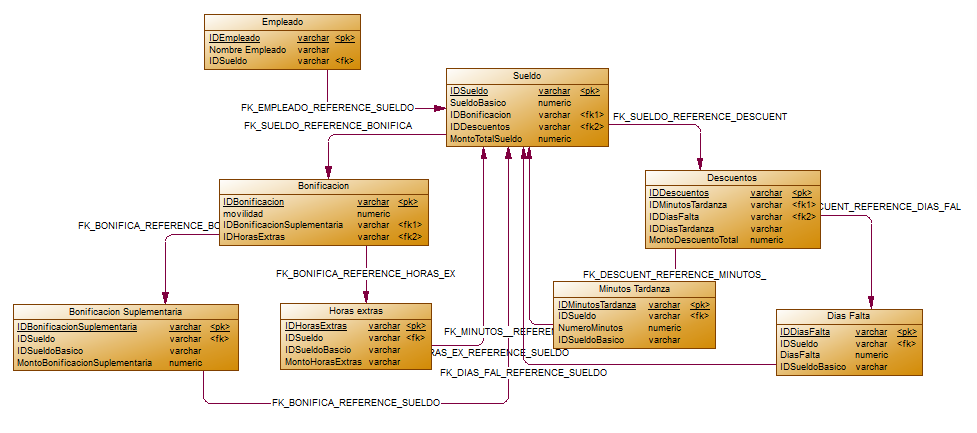 Empleado
IDEmpleado varchar <pk>
Nombre Empleado varchar
IDSueldo varchar <fk>
FK_EMPLEADO_REFERENCE_SUELDO
Sueldo
IDSueldo varchar <pk>
SueldoBasico numeric
IDBonificacion varchar <fk1>
IDDescuentos varchar <fk2>
MontoTotalSueldo numeric
FK_SUELDO_REFERENCE_BONIFICA
FK_SUELDO_REFERENCE_DESCUENT
Bonificacion
IDBonificacion varchar <pk>
movilidad numeric
IDBonificacionSuplementaria varchar <fk1>
IDHorasExtras varchar <fk2>
Descuentos
IDDescuentos varchar <pk>
IDMinutosTardanza varchar <fk1>
IDDiasFalta varchar <fk2>
IDDiasTardanza varchar
MontoDescuentoTotal numeric
CUENT_REFERENCE_DIAS_FAL
FK_BONIFICA_REFERENCE_BO
FK_BONIFICA_REFERENCE_HORAS_EX
FK_DESCUENT_REFERENCE_MINUTOS_
Bonificacion Suplementaria
IDBonificacionSuplementaria varchar <pk>
IDSueldo varchar <fk>
IDSueldoBasico varchar
MontoBonificacionSuplementaria numeric
Horas extras
IDHorasExtras varchar <pk>
IDSueldo varchar <fk>
IDSueldoBascio varchar
MontoHorasExtras varchar
Minutos Tardanza
IDMinutosTardanza varchar <pk>
IDSueldo varchar <fk>
NumeroMinutos numeric
IDSueldoBasico varchar
Dias Falta
IDDiasFalta varchar <pk>
IDSueldo varchar <fk>
DiasFalta numeric
IDSueldoBasico varchar
FK_MINUTOS__REFERE
RAS_EX_REFERENCE_SUELDO
FK_DIAS_FAL_REFERENCE_SUELDO
FK_BONIFICA_REFERENCE_SUELDO